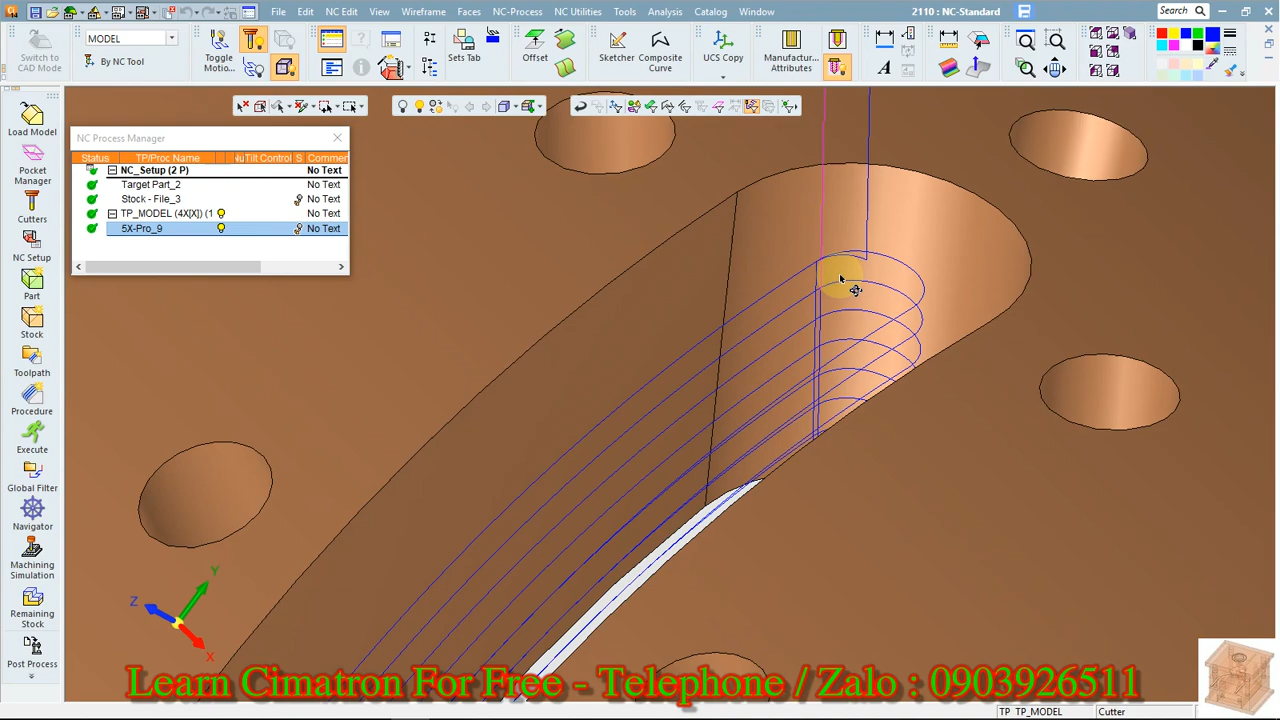 File Edit NC Edit View Wireframe Faces NC-Process NC Utilities Tools Analysis Catalog Window
2110 : NC-Standard
Search
Switch to CAD Mode
MODEL
By NC Tool
Toggle Motio...
Sets Tab
Offset
Sketcher
Composite Curve
UCS Copy
Manufactur... Attributes
Load Model
Pocket Manager
Cutters
NC Setup
Part
Stock
Toolpath
Procedure
Execute
Global Filter
Navigator
Machining Simulation
Remaining Stock
Post Process
NC Process Manager
Status TP/Proc Name Tilt Control S Commer
NC_Setup (2 P) No Text
Target Part_2 No Text
Stock - File_3 No Text
TP_MODEL (4X[X]) (1 No Text
5X-Pro_9 No Text
Z
Y
X
Learn Cimatron For Free - Telephone / Zalo : 0903926511
TP TP_MODEL
Cutter